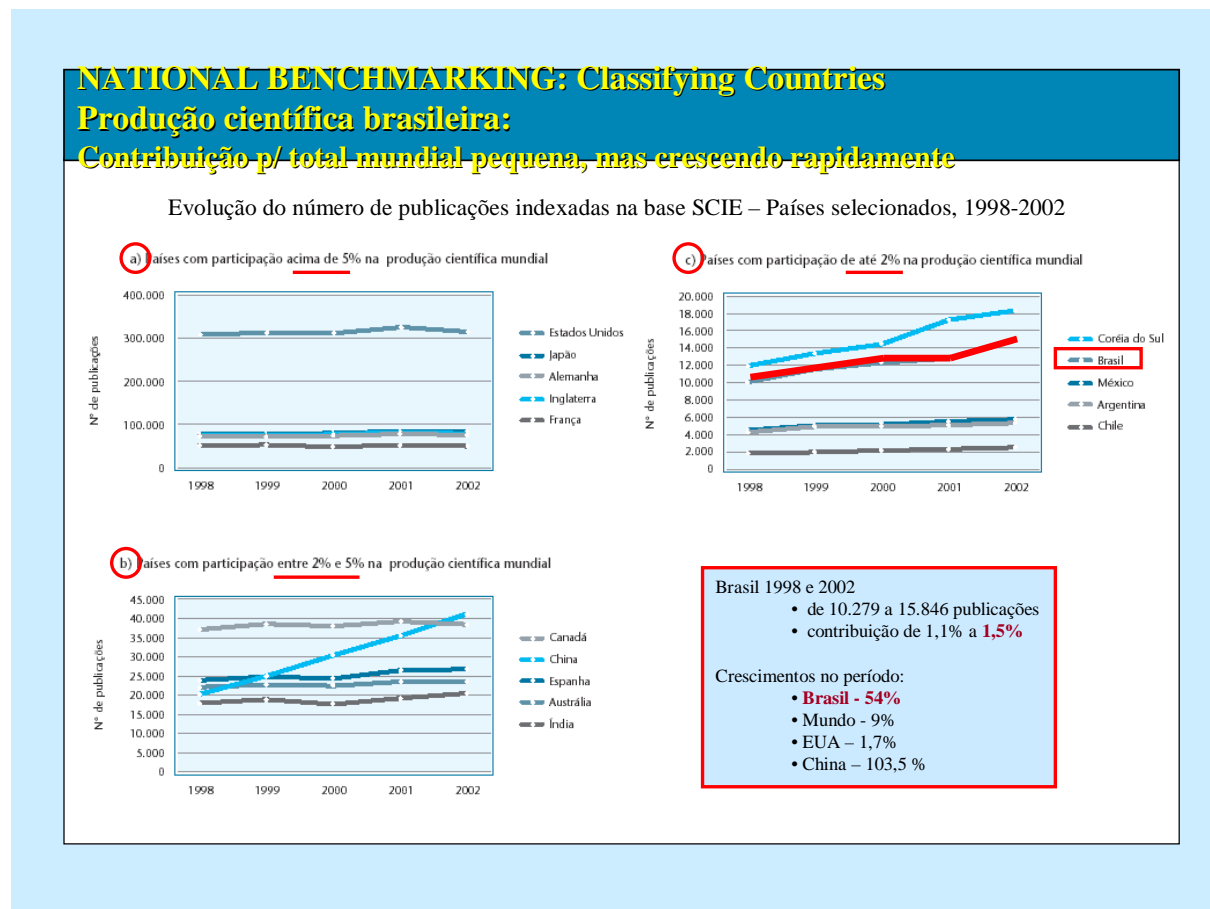 NATIONAL BENCHMARKING: Classifying Countries
Produção científica brasileira:
Contribuição p/ total mundial pequena, mas crescendo rapidamente
Evolução do número de publicações indexadas na base SCIE – Países selecionados, 1998-2002
a) Países com participação acima de 5% na produção científica mundial
400.000
300.000
200.000
100.000
0
Nº de publicações
1998 1999 2000 2001 2002
Estados Unidos
Japão
Alemanha
Inglaterra
França
c) Países com participação de até 2% na produção científica mundial
20.000
18.000
16.000
14.000
12.000
10.000
8.000
6.000
4.000
2.000
0
Nº de publicações
1998 1999 2000 2001 2002
Coréia do Sul
Brasil
México
Argentina
Chile
b) Países com participação entre 2% e 5% na produção científica mundial
45.000
40.000
35.000
30.000
25.000
20.000
15.000
10.000
5.000
0
Nº de publicações
1998 1999 2000 2001 2002
Canadá
China
Espanha
Austrália
Índia
Brasil 1998 e 2002
• de 10.279 a 15.846 publicações
• contribuição de 1,1% a 1,5%
Crescimentos no período:
• Brasil - 54%
• Mundo - 9%
• EUA – 1,7%
• China – 103,5 %